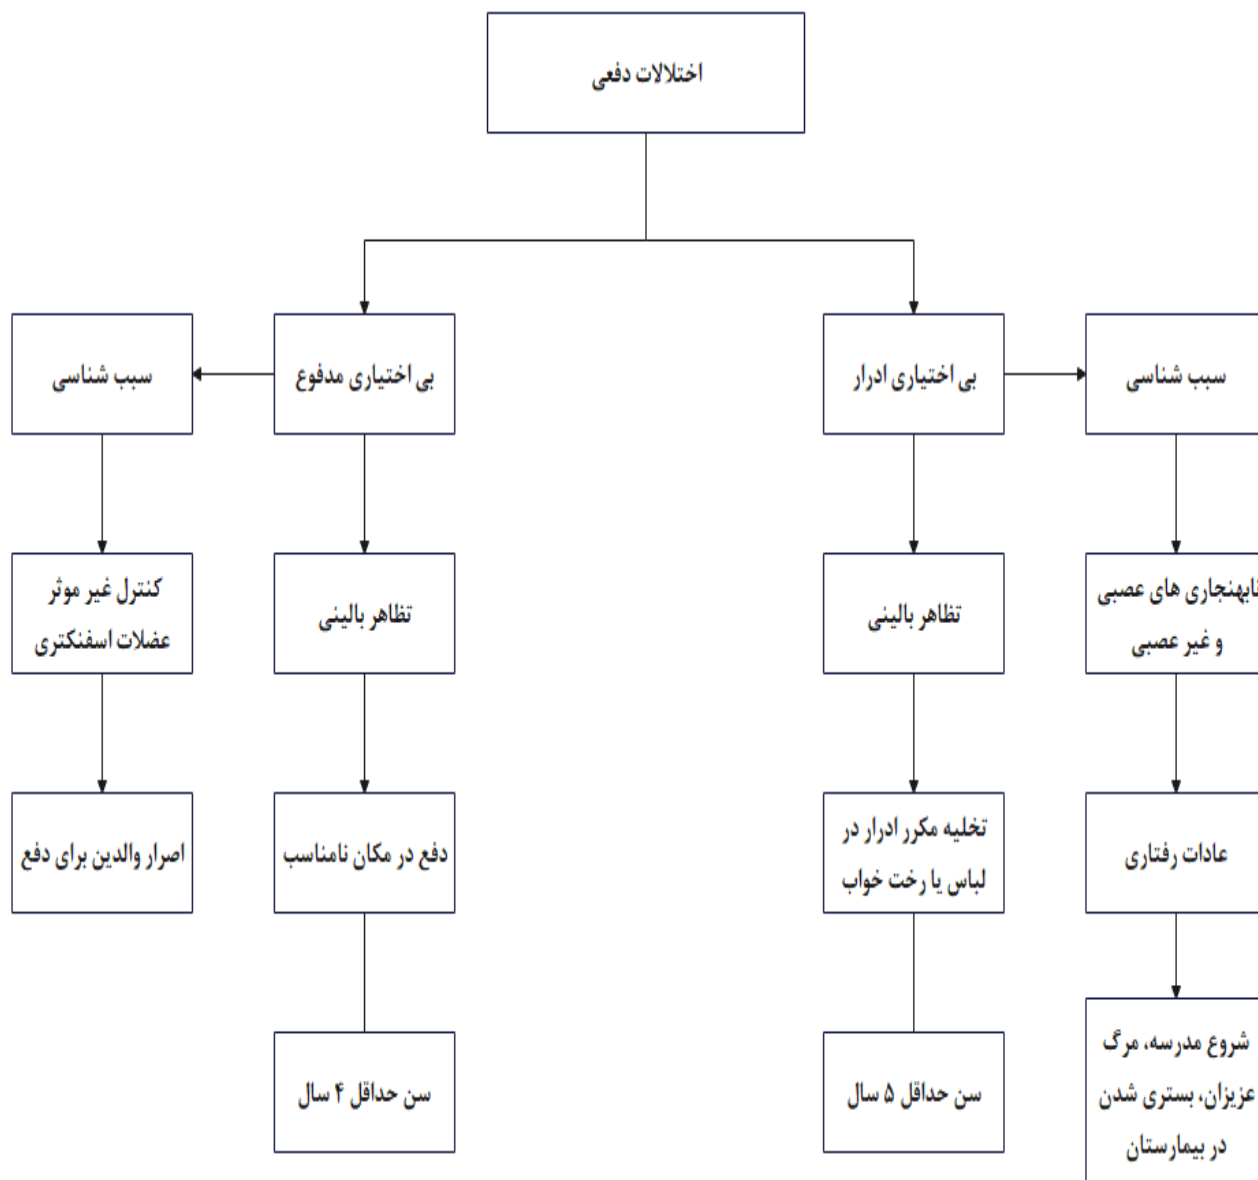 اختلالات دفعی
سبب شناسی
بی اختیاری ادرار
بی اختیاری مدفوع
سبب شناسی
نابهنجاری های عصبی
و غیر عصبی
تظاهر بالینی
تظاهر بالینی
کنترل غیر موثر
عضلات اسفنکتری
عادات رفتاری
تخلیه مکرر ادرار در
لباس یا رخت خواب
دفع در مکان نامناسب
اصرار والدین برای دفع
شروع مدرسه، مرگ
عزیزان، بستری شدن
در بیمارستان
سن حداقل ۵ سال
سن حداقل ۴ سال